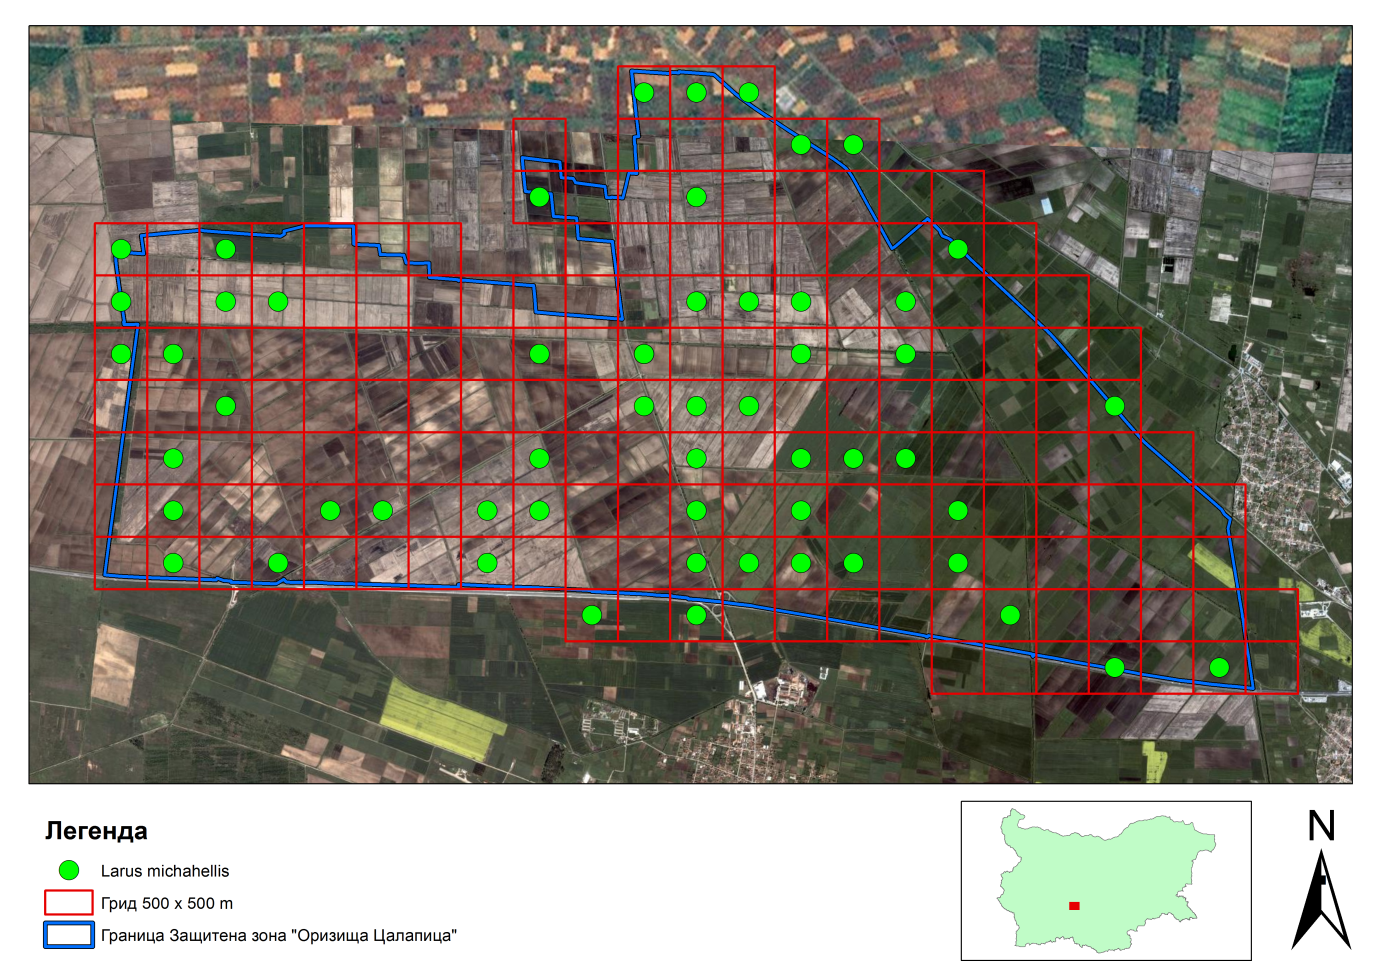 Легенда
Larus michahellis
Грид 500 x 500 m
Граница Защитена зона "Оризища Цалапица"
N